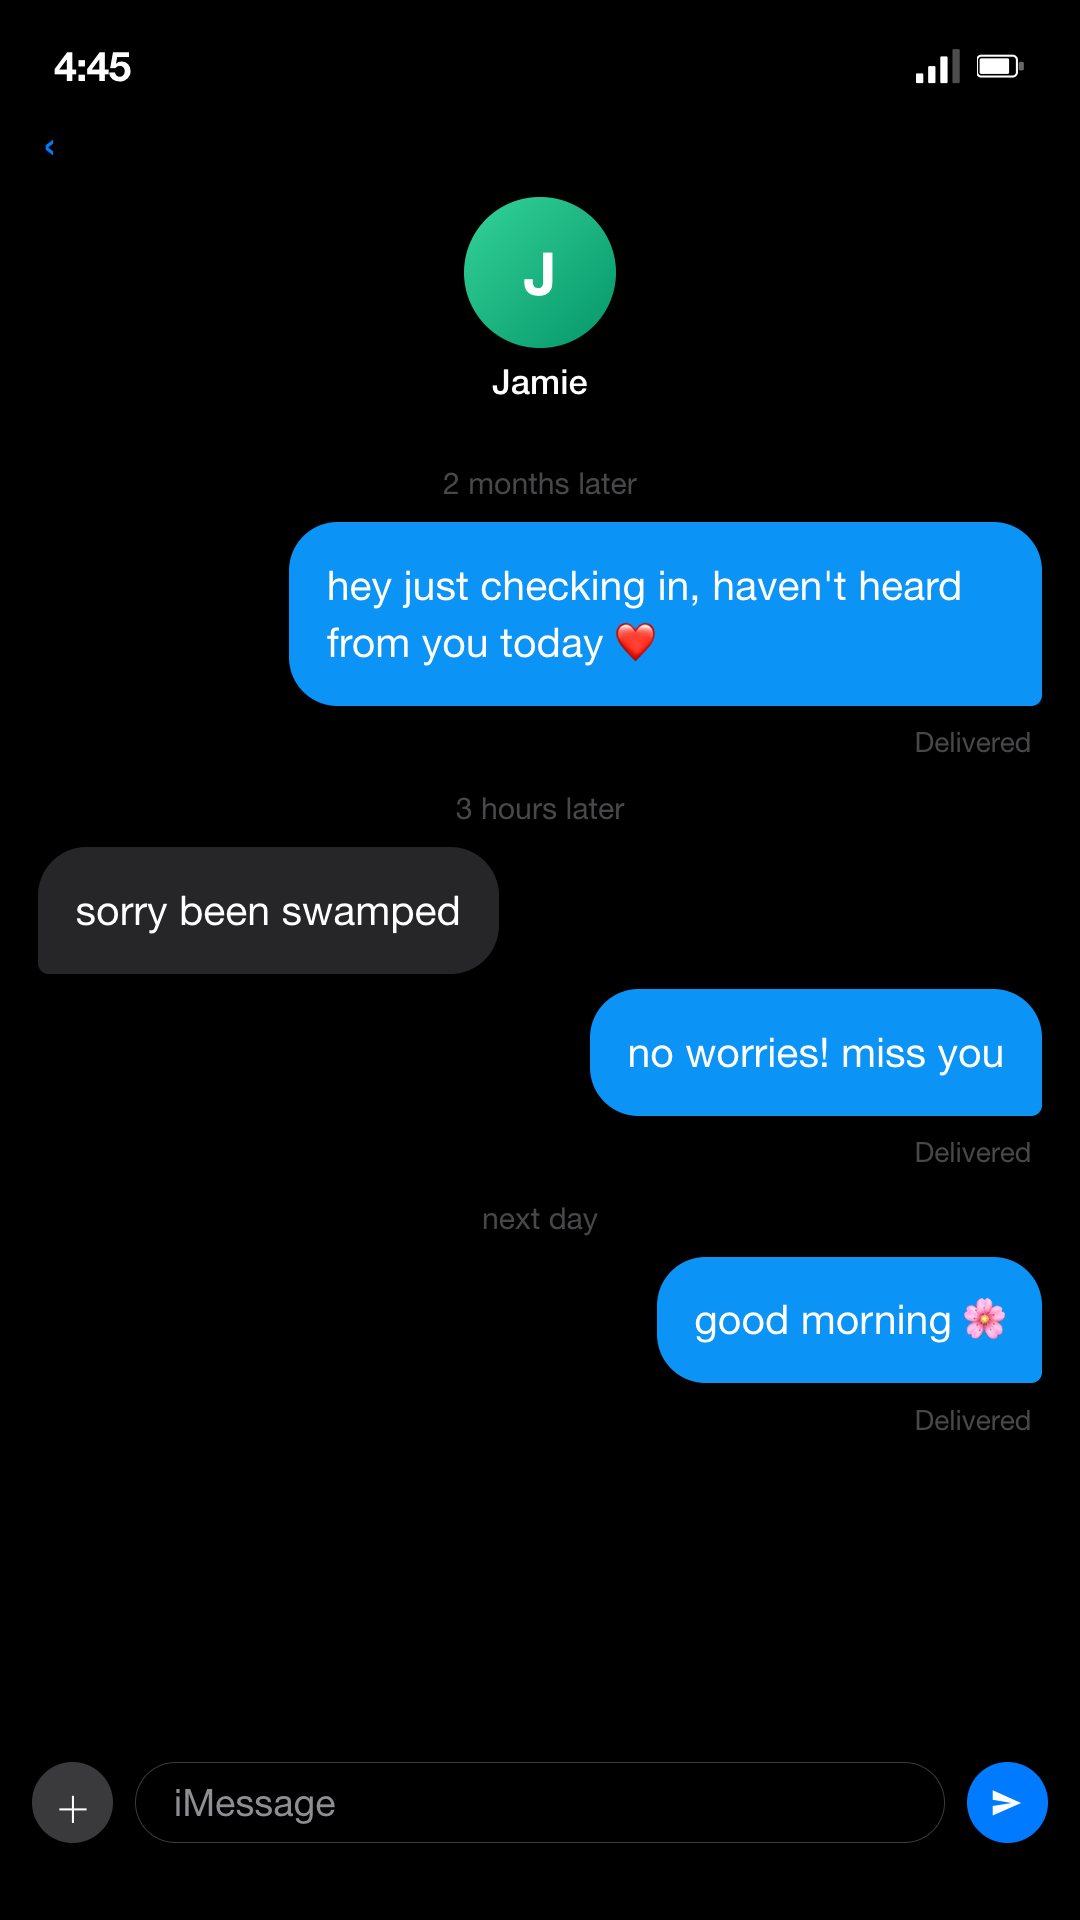 4:45
J
Jamie
2 months later
hey just checking in, haven't heard
from you today ❤️
Delivered
3 hours later
sorry been swamped
no worries! miss you
Delivered
next day
good morning 🌸
Delivered
iMessage